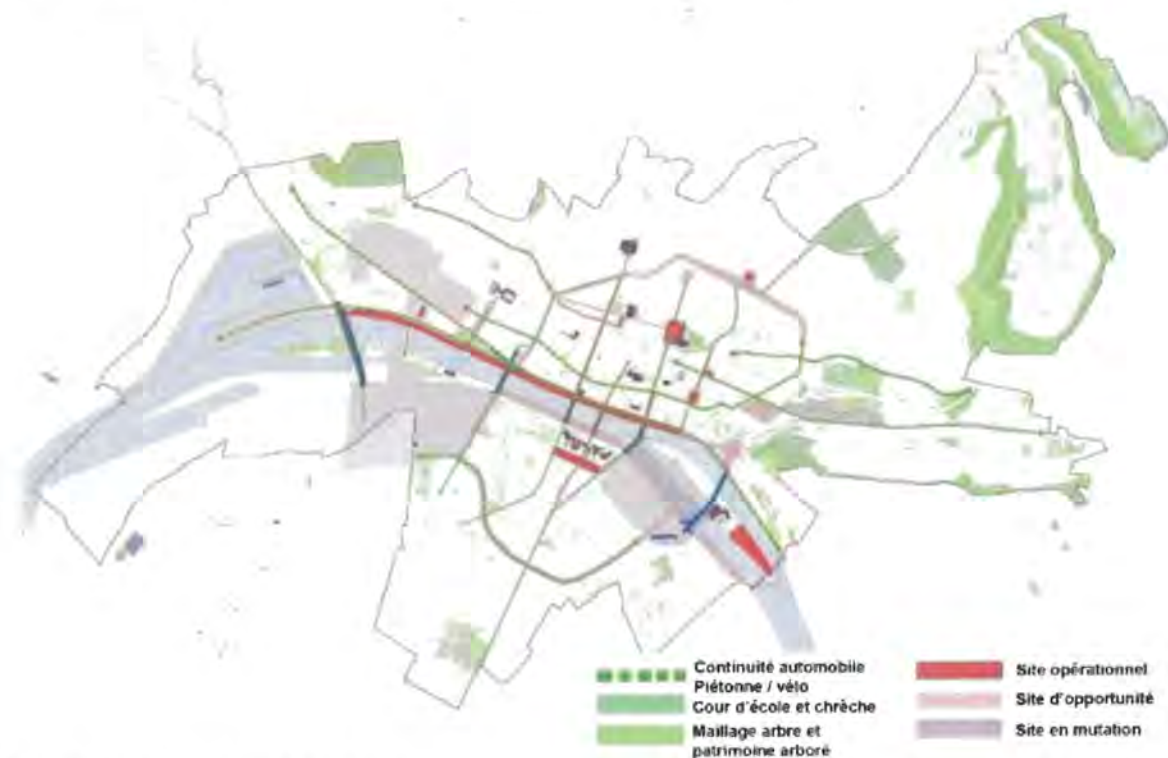 Continuité automobile
Piétonne / vélo
Cour d'école et chrèche
Maillage arbre et
patrimoine arboré
Site opérationnel
Site d'opportunité
Site en mutation